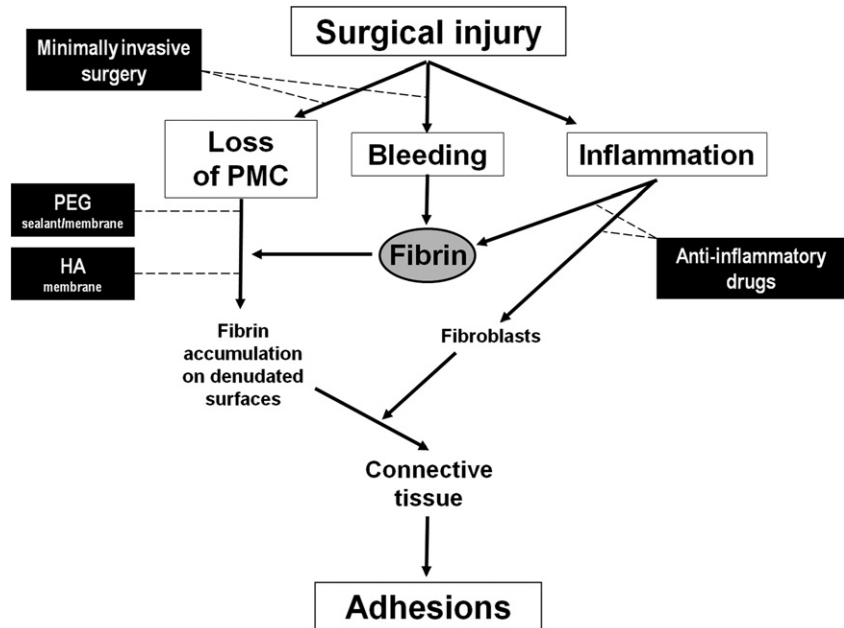 Surgical injury
Minimally invasive
surgery
Loss
of PMC
Bleeding
Inflammation
PEG
sealant/membrane
HA
membrane
Fibrin
Anti-inflammatory
drugs
Fibrin
accumulation
on denudated
surfaces
Fibroblasts
Connective
tissue
Adhesions